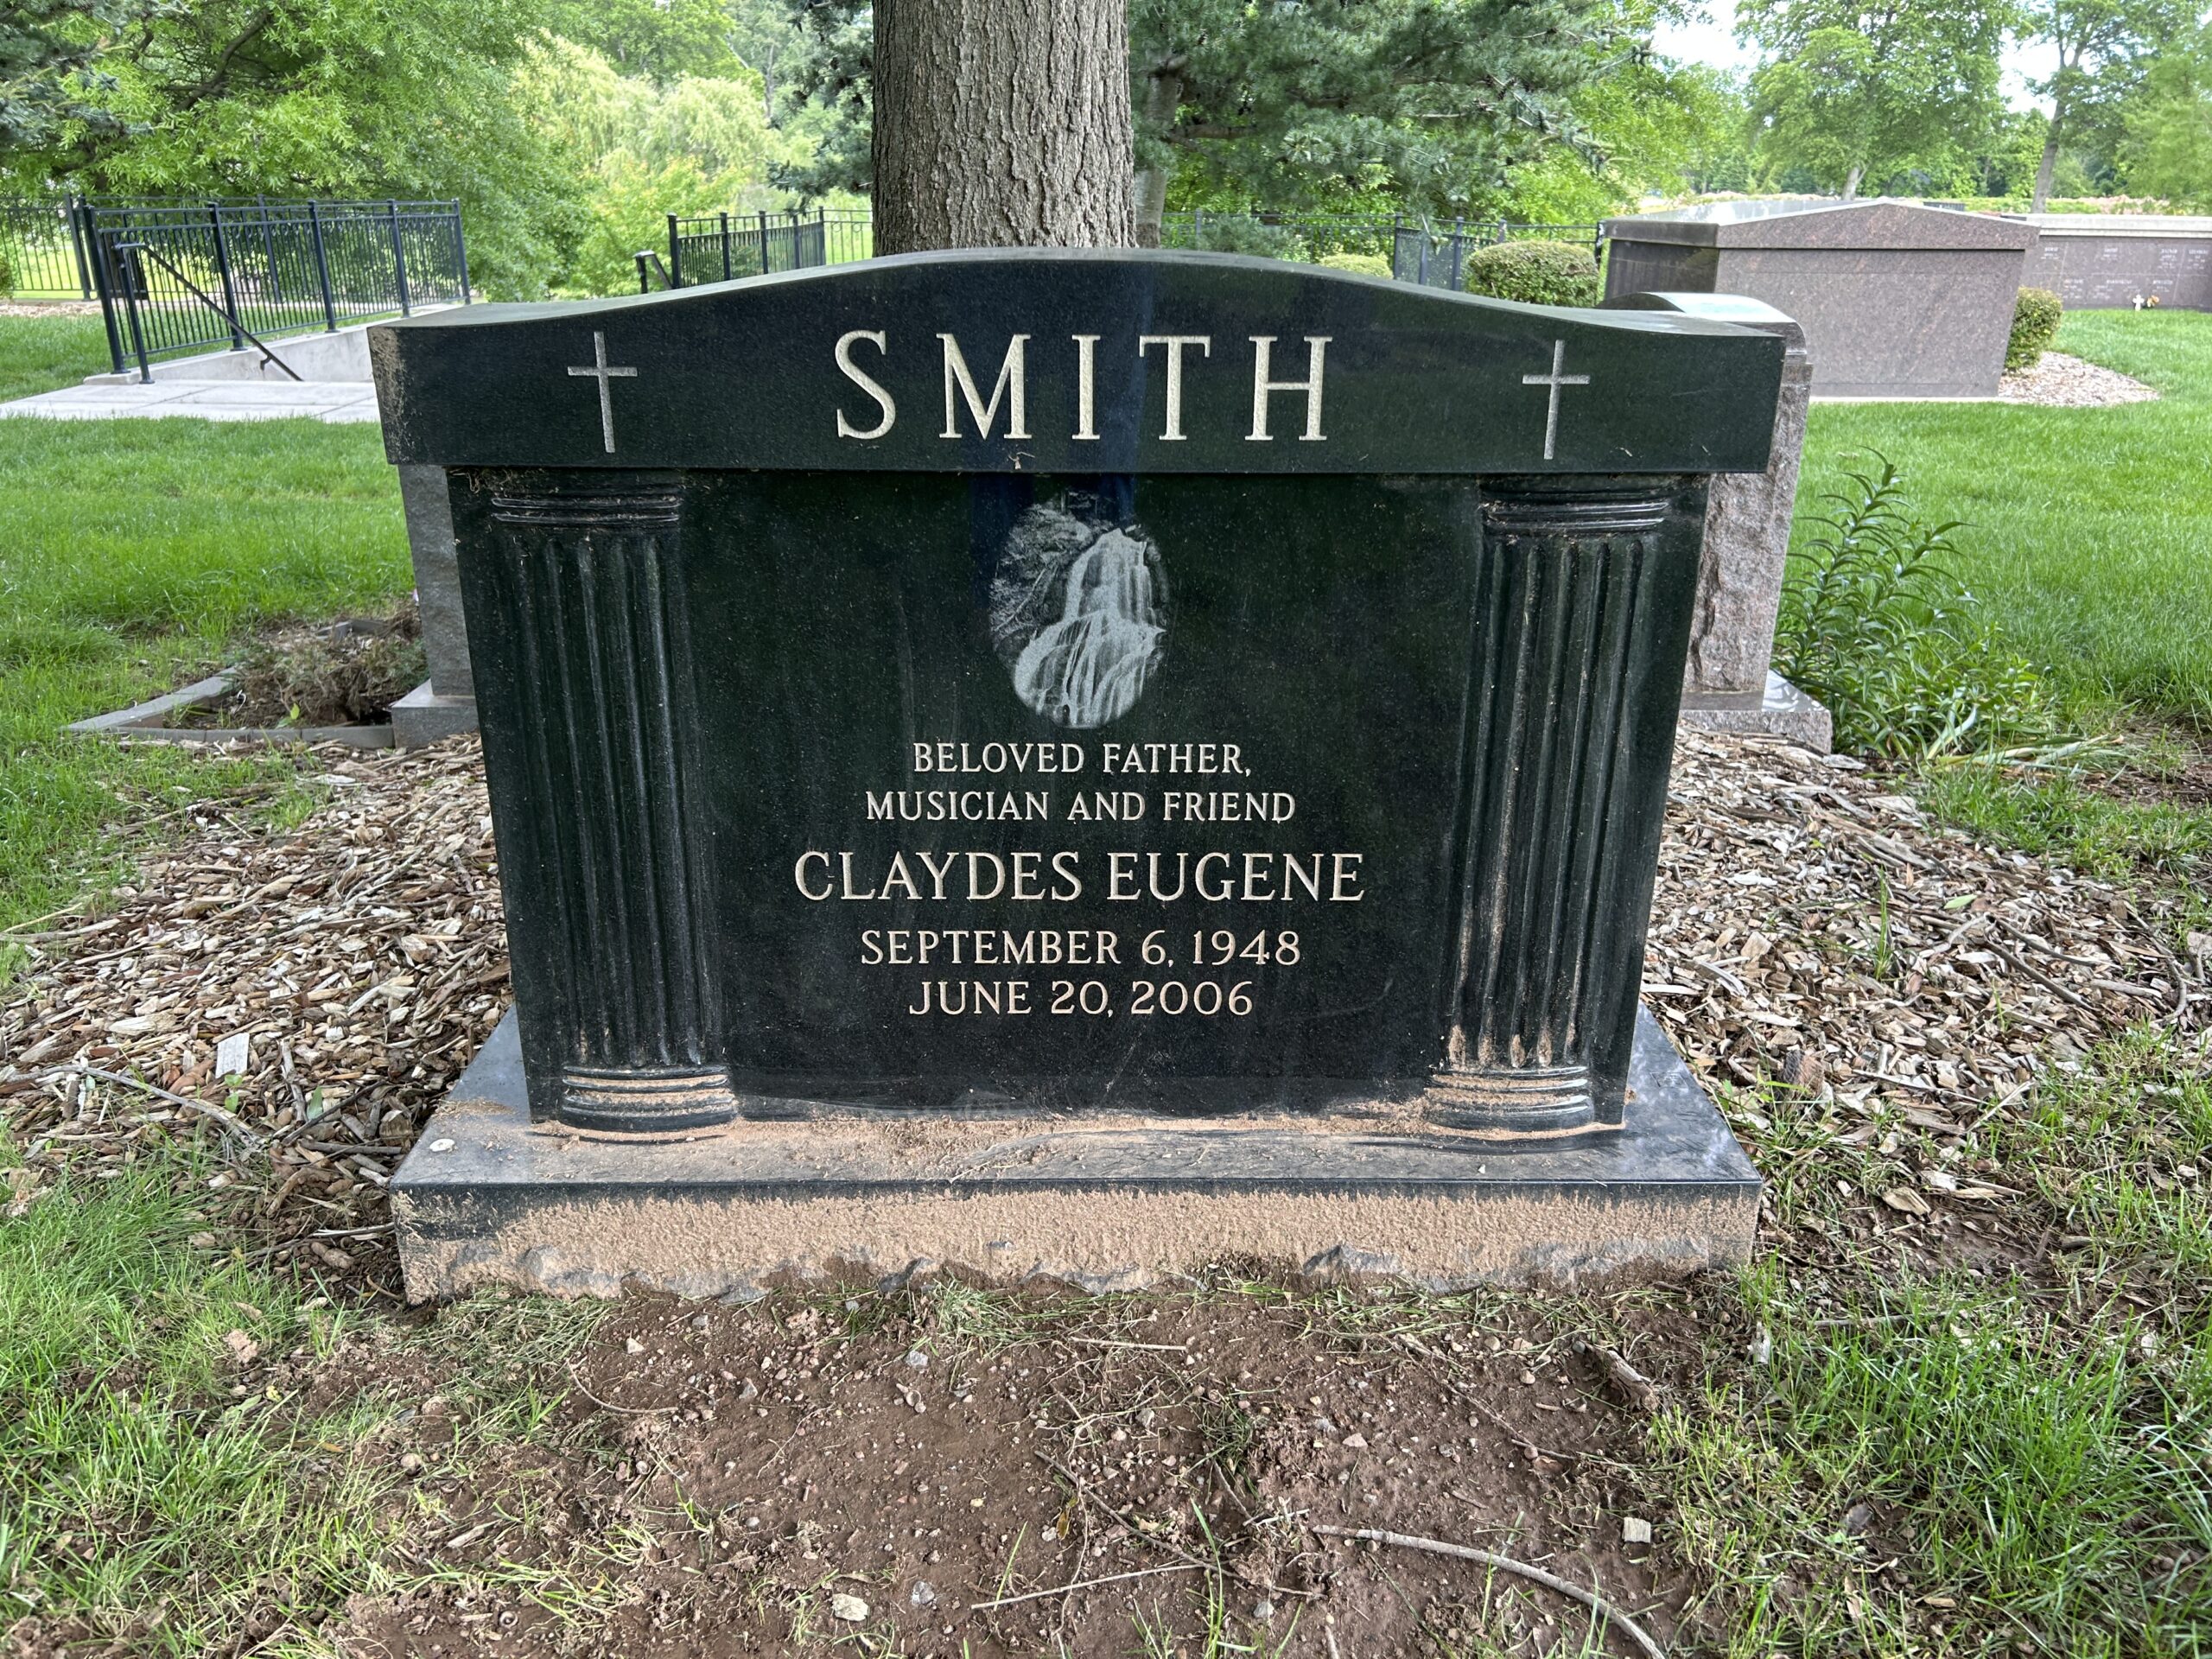 SMITH
BELOVED FATHER,
MUSICIAN AND FRIEND
CLAYDES EUGENE
SEPTEMBER 6, 1948
JUNE 20, 2006